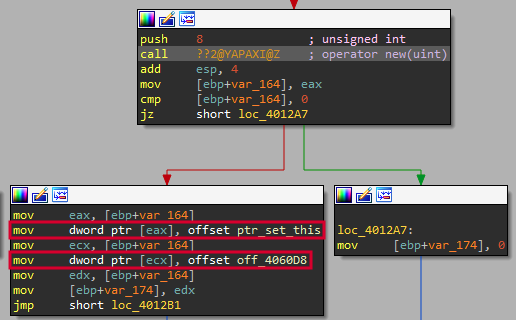 push 8 ; unsigned int
call ??2@YAPAXI@Z ; operator new(uint)
add esp, 4
mov [ebp+var_164], eax
cmp [ebp+var_164], 0
jz short loc_4012A7
mov eax, [ebp+var_164]
mov dword ptr [eax], offset ptr_set_this
mov ecx, [ebp+var_164]
mov dword ptr [ecx], offset off_4060D8
mov edx, [ebp+var_164]
mov [ebp+var_174], edx
jmp short loc_4012B1
loc_4012A7:
mov [ebp+var_174], 0